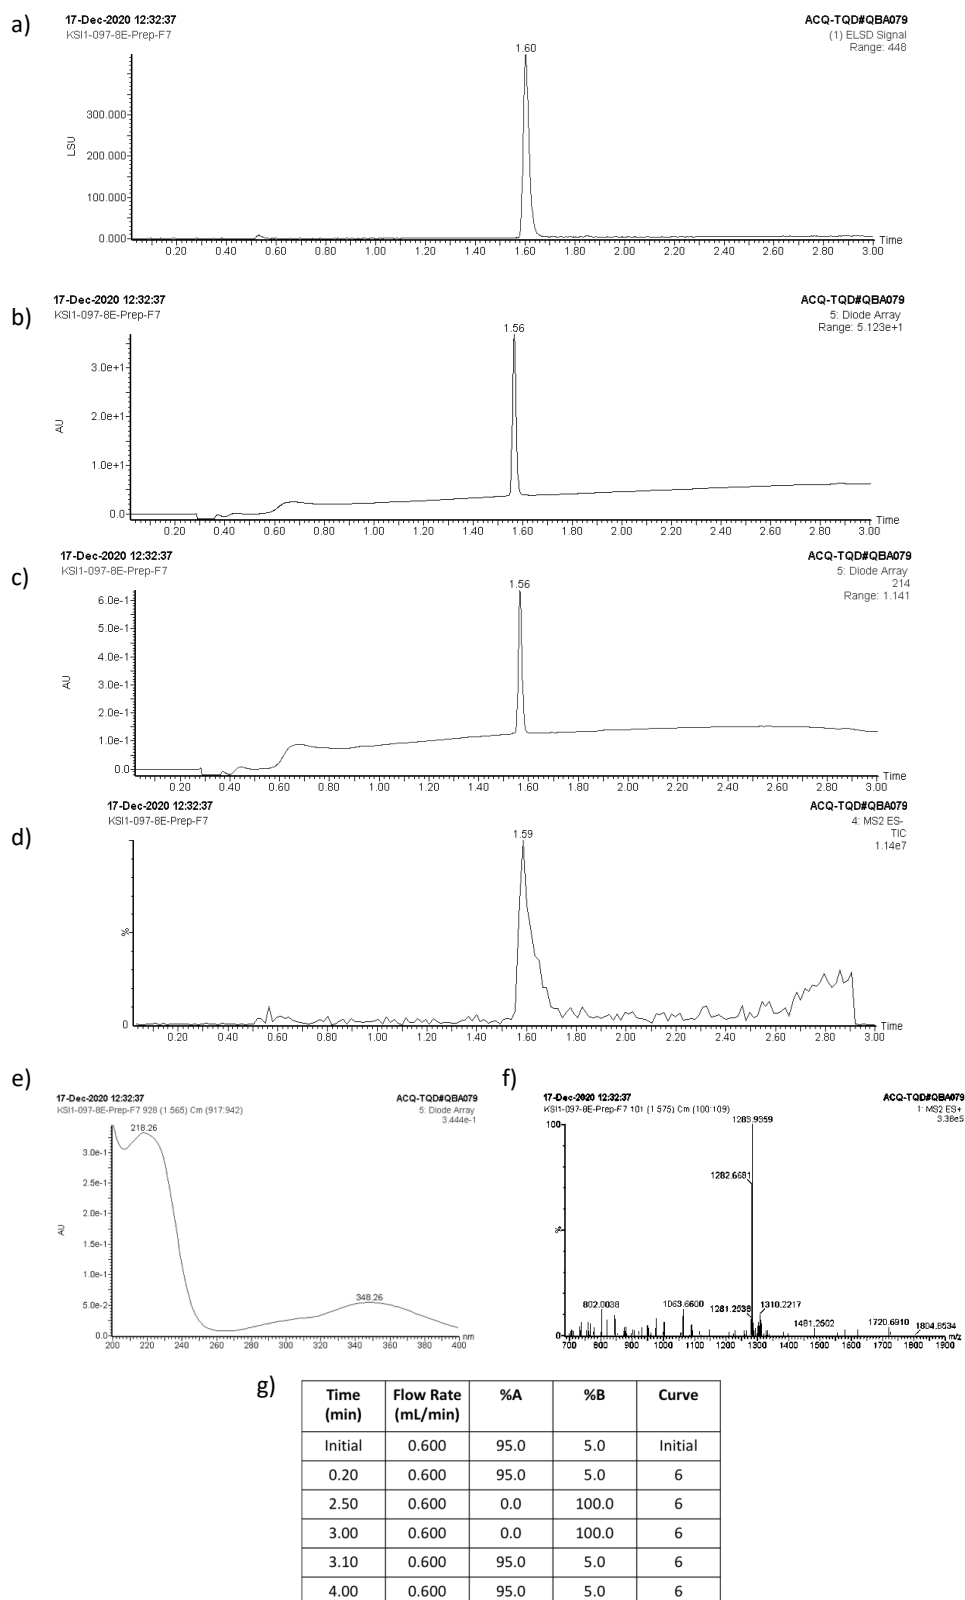 a)
17-Dec-2020 12:32:37 ACQ-TQD#QBA079
KSI1-097-8E-Prep-F7 (1) ELSD Signal
Range: 448
1.60
300.000
200.000
100.000
0.000
LSU
0.20 0.40 0.60 0.80 1.00 1.20 1.40 1.60 1.80 2.00 2.20 2.40 2.60 2.80 3.00 Time
b)
17-Dec-2020 12:32:37 ACQ-TQD#QBA079
KSI1-097-8E-Prep-F7 5: Diode Array
Range: 5.123e+1
1.56
3.0e+1
2.0e+1
1.0e+1
0.0
AU
0.20 0.40 0.60 0.80 1.00 1.20 1.40 1.60 1.80 2.00 2.20 2.40 2.60 2.80 3.00 Time
c)
17-Dec-2020 12:32:37 ACQ-TQD#QBA079
KSI1-097-8E-Prep-F7 5: Diode Array
214
Range: 1.141
1.56
6.0e-1
5.0e-1
4.0e-1
3.0e-1
2.0e-1
1.0e-1
0.0
AU
0.20 0.40 0.60 0.80 1.00 1.20 1.40 1.60 1.80 2.00 2.20 2.40 2.60 2.80 3.00 Time
d)
17-Dec-2020 12:32:37 ACQ-TQD#QBA079
KSI1-097-8E-Prep-F7 4: MS2 ES-
TIC
1.14e7
1.59
%
0
0.20 0.40 0.60 0.80 1.00 1.20 1.40 1.60 1.80 2.00 2.20 2.40 2.60 2.80 3.00 Time
e)
17-Dec-2020 12:32:37 ACQ-TQD#QBA079
KSI1-097-8E-Prep-F7 928 (1.565) Cm (917:942) 5: Diode Array
3.444e-1
218.26
3.0e-1
2.5e-1
2.0e-1
1.5e-1
1.0e-1
5.0e-2
0.0
AU
348.26
200 220 240 260 280 300 320 340 360 380 400 nm
f)
17-Dec-2020 12:32:37 ACQ-TQD#QBA079
KSI1-097-8E-Prep-F7 101 (1.575) Cm (100:109) 1: MS2 ES+
3.36e5
100
1283.9359
1282.6681
%
802.0038
1063.6600
1281.2638
1310.2217
1481.2502
1720.6910
1804.8534
0
700 800 900 1000 1100 1200 1300 1400 1500 1600 1700 1800 1900 m/z
g)
Time (min) Flow Rate (mL/min) %A %B Curve
Initial 0.600 95.0 5.0 Initial
0.20 0.600 95.0 5.0 6
2.50 0.600 0.0 100.0 6
3.00 0.600 0.0 100.0 6
3.10 0.600 95.0 5.0 6
4.00 0.600 95.0 5.0 6